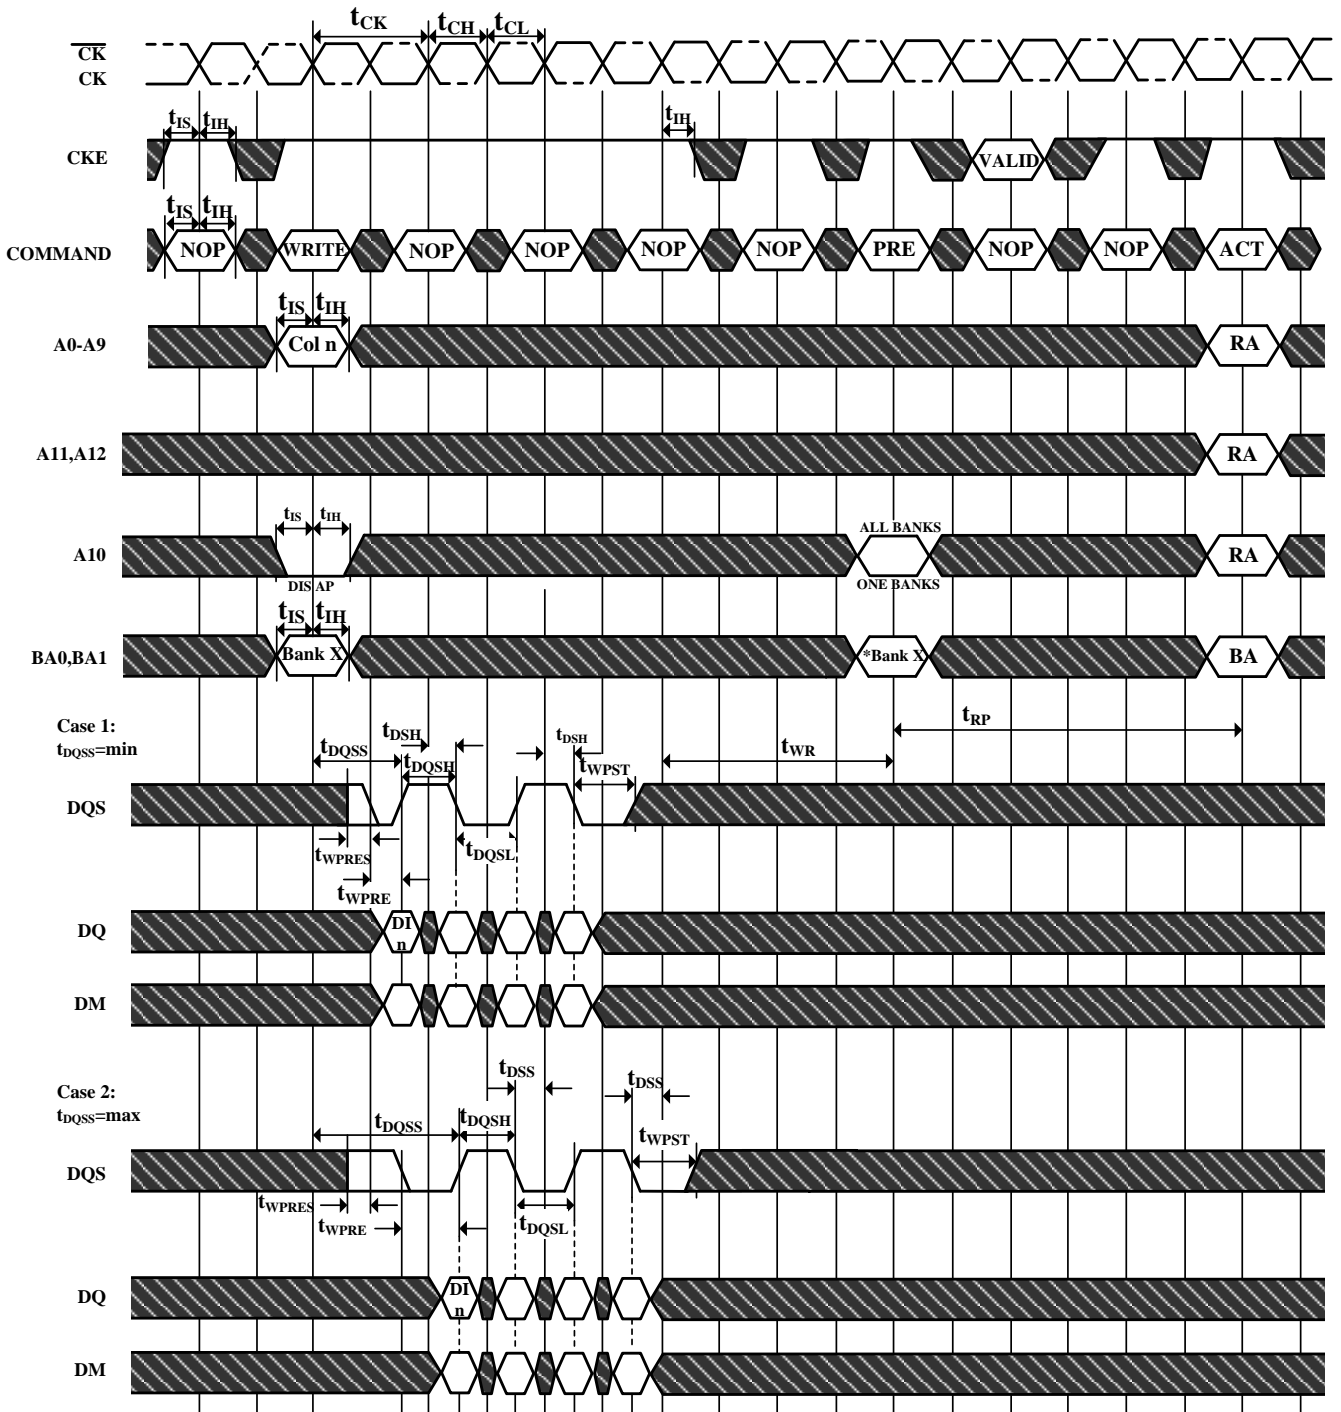 tCK tCH tCL
CK
CK
tIS tIH tIH
CKE VALID
tIS tIH
COMMAND NOP WRITE NOP NOP NOP NOP PRE NOP NOP ACT
tIS tIH
A0-A9 Col n RA
A11,A12 RA
tIS tIH ALL BANKS
A10 RA
DIS AP ONE BANKS
tIS tIH
BA0,BA1 Bank X *Bank X BA
Case 1:
tDQSS=min
tDQSS tDSH tDQSH tDSH tWPST tWR tRP
DQS
tWPRES tDQSL
tWPRE
DQ DI
n
DM
Case 2:
tDQSS=max
tDSS tDSS
tDQSS tDQSH tWPST
DQS
tWPRES tWPRE tDQSL
DQ DI
n
DM